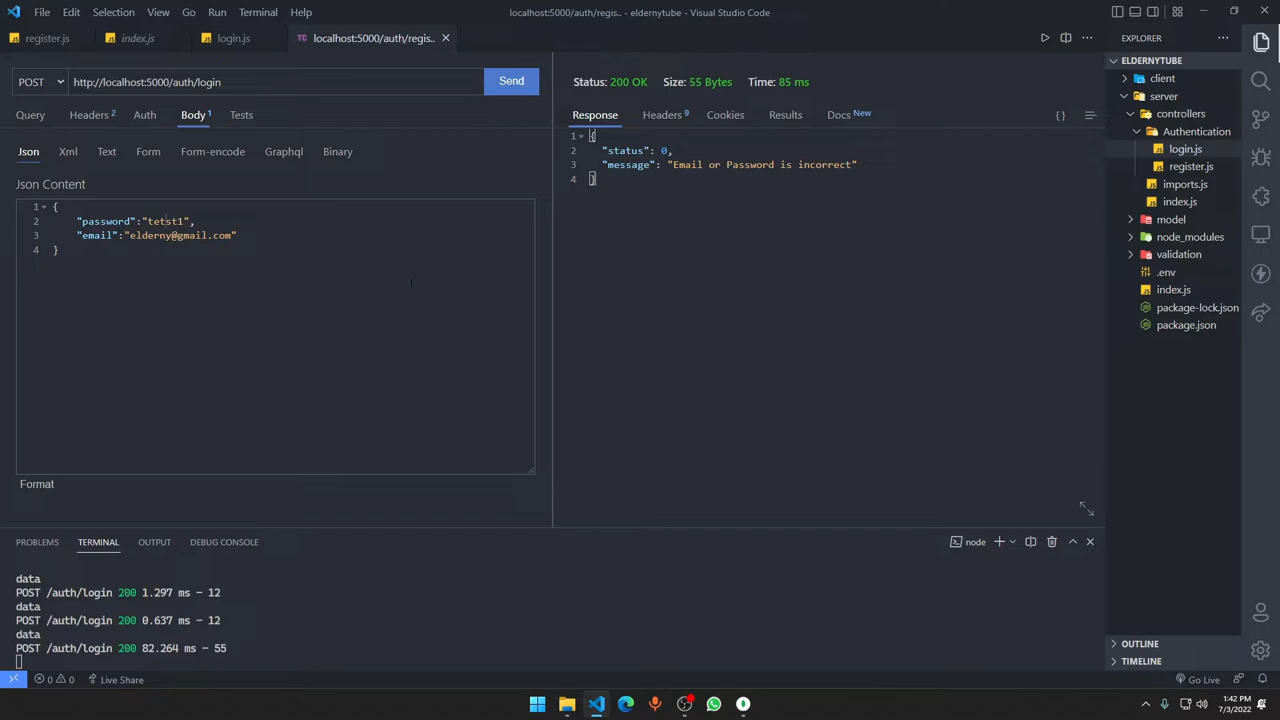 File Edit Selection View Go Run Terminal Help localhost:5000/auth/regis.. - eldernytube - Visual Studio Code
register.js index.js login.js TC localhost:5000/auth/regis.. EXPLORER
POST http://localhost:5000/auth/login Send
Query Headers 2 Auth Body 1 Tests
Json Xml Text Form Form-encode Graphql Binary
Json Content
1 {
2 "password":"tetst1",
3 "email":"elderny@gmail.com"
4 }
Format
Status: 200 OK Size: 55 Bytes Time: 85 ms
Response Headers 9 Cookies Results Docs New { }
1 {
2 "status": 0,
3 "message": "Email or Password is incorrect"
4 }
ELDERNYTUBE
client
server
controllers
Authentication
JS login.js
JS register.js
JS imports.js
JS index.js
model
node_modules
validation
.env
JS index.js
package-lock.json
package.json
OUTLINE
TIMELINE
PROBLEMS TERMINAL OUTPUT DEBUG CONSOLE node
data
POST /auth/login 200 1.297 ms - 12
data
POST /auth/login 200 0.637 ms - 12
data
POST /auth/login 200 82.264 ms - 55
0 0 Live Share Go Live
1:42 PM
7/3/2022